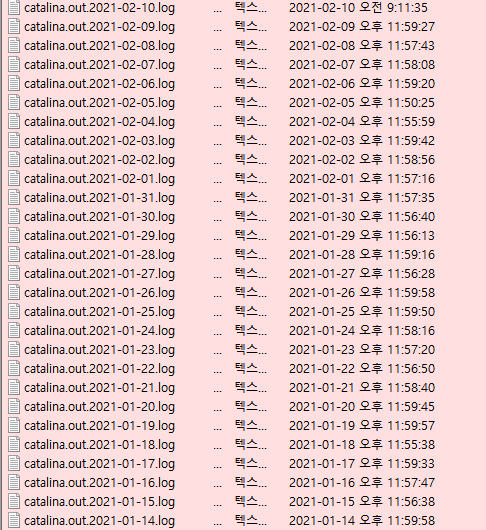 catalina.out.2021-02-10.log ... 텍스... 2021-02-10 오전 9:11:35
catalina.out.2021-02-09.log ... 텍스... 2021-02-09 오후 11:59:27
catalina.out.2021-02-08.log ... 텍스... 2021-02-08 오후 11:57:43
catalina.out.2021-02-07.log ... 텍스... 2021-02-07 오후 11:58:08
catalina.out.2021-02-06.log ... 텍스... 2021-02-06 오후 11:59:20
catalina.out.2021-02-05.log ... 텍스... 2021-02-05 오후 11:50:25
catalina.out.2021-02-04.log ... 텍스... 2021-02-04 오후 11:55:59
catalina.out.2021-02-03.log ... 텍스... 2021-02-03 오후 11:59:42
catalina.out.2021-02-02.log ... 텍스... 2021-02-02 오후 11:58:56
catalina.out.2021-02-01.log ... 텍스... 2021-02-01 오후 11:57:16
catalina.out.2021-01-31.log ... 텍스... 2021-01-31 오후 11:57:35
catalina.out.2021-01-30.log ... 텍스... 2021-01-30 오후 11:56:40
catalina.out.2021-01-29.log ... 텍스... 2021-01-29 오후 11:56:13
catalina.out.2021-01-28.log ... 텍스... 2021-01-28 오후 11:59:16
catalina.out.2021-01-27.log ... 텍스... 2021-01-27 오후 11:56:28
catalina.out.2021-01-26.log ... 텍스... 2021-01-26 오후 11:59:58
catalina.out.2021-01-25.log ... 텍스... 2021-01-25 오후 11:59:50
catalina.out.2021-01-24.log ... 텍스... 2021-01-24 오후 11:58:16
catalina.out.2021-01-23.log ... 텍스... 2021-01-23 오후 11:57:20
catalina.out.2021-01-22.log ... 텍스... 2021-01-22 오후 11:56:50
catalina.out.2021-01-21.log ... 텍스... 2021-01-21 오후 11:58:40
catalina.out.2021-01-20.log ... 텍스... 2021-01-20 오후 11:59:45
catalina.out.2021-01-19.log ... 텍스... 2021-01-19 오후 11:59:57
catalina.out.2021-01-18.log ... 텍스... 2021-01-18 오후 11:55:38
catalina.out.2021-01-17.log ... 텍스... 2021-01-17 오후 11:59:33
catalina.out.2021-01-16.log ... 텍스... 2021-01-16 오후 11:57:47
catalina.out.2021-01-15.log ... 텍스... 2021-01-15 오후 11:56:38
catalina.out.2021-01-14.log ... 텍스... 2021-01-14 오후 11:59:58